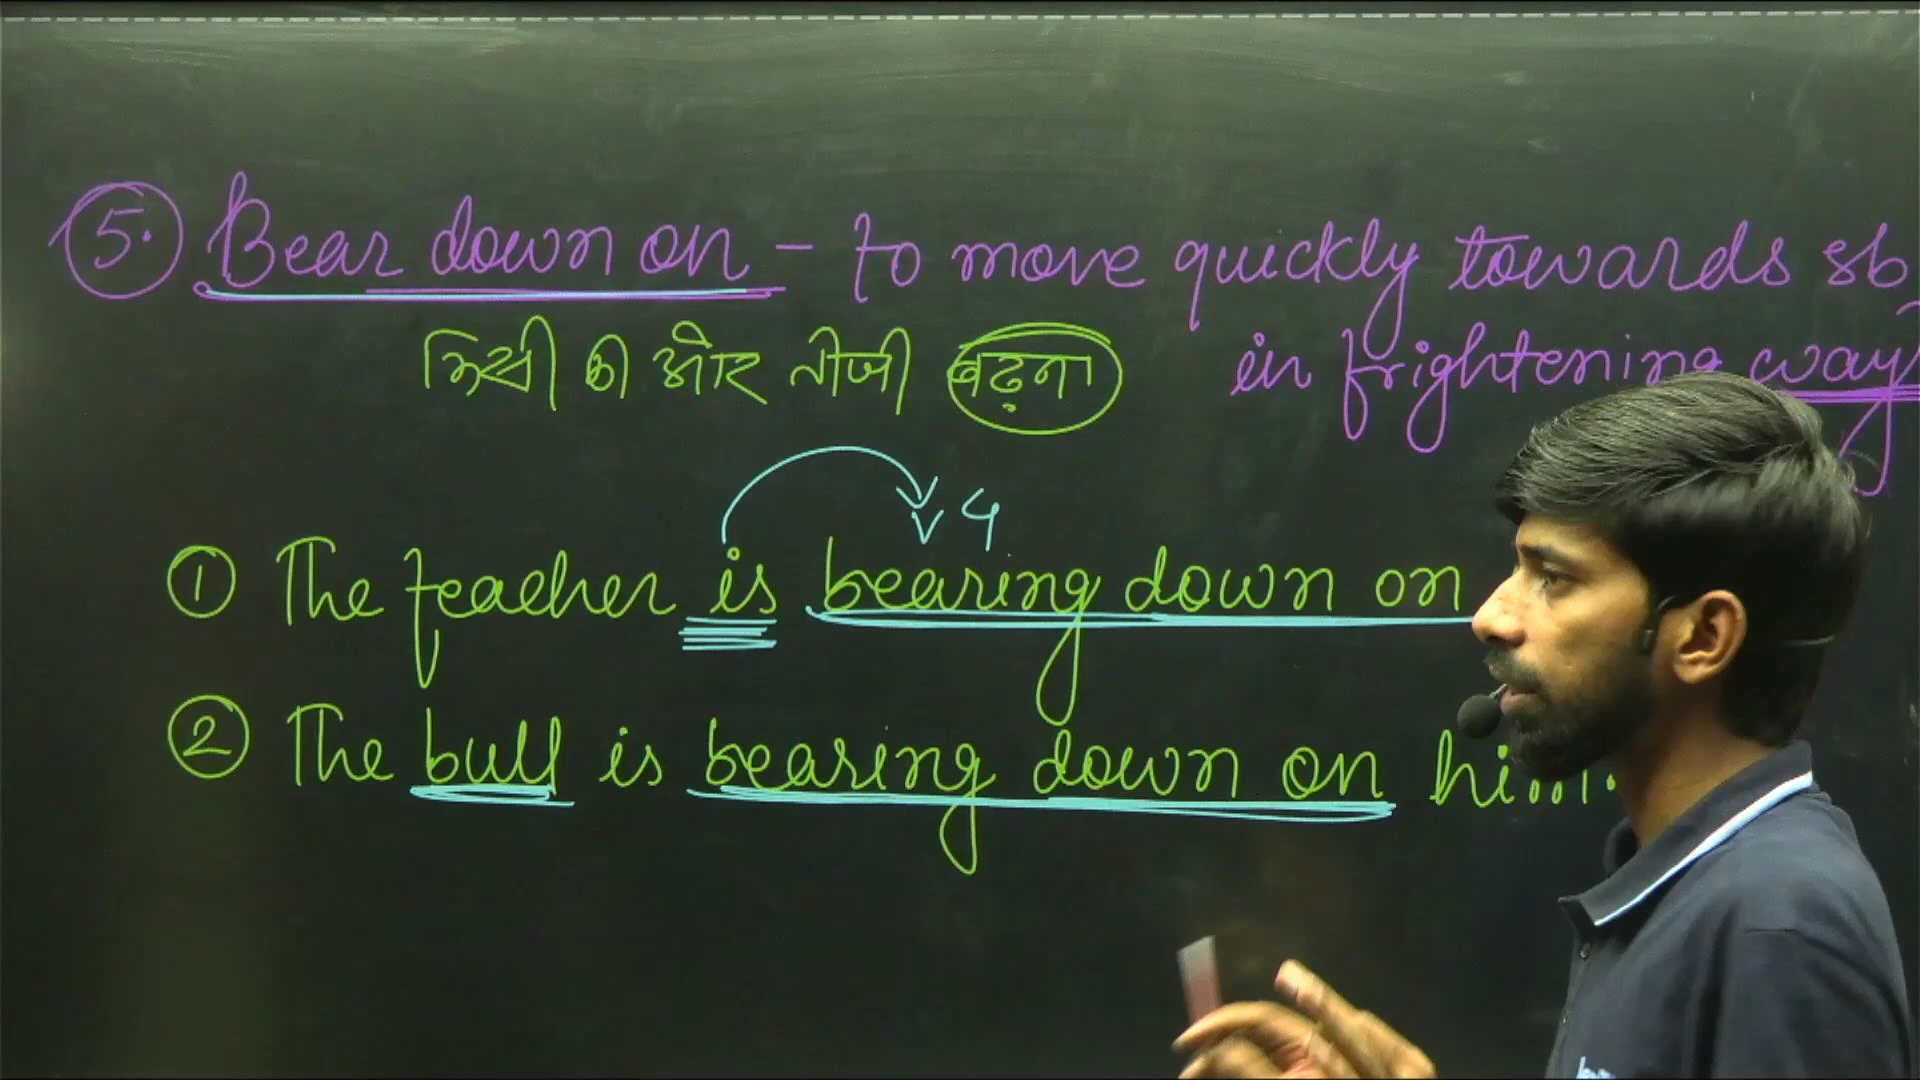 5. Bear down on - to move quickly towards sb
in frightening way
किसी की ओर तेजी बढ़ना
V4
1 The teacher is bearing down on
2 The bull is bearing down on him.